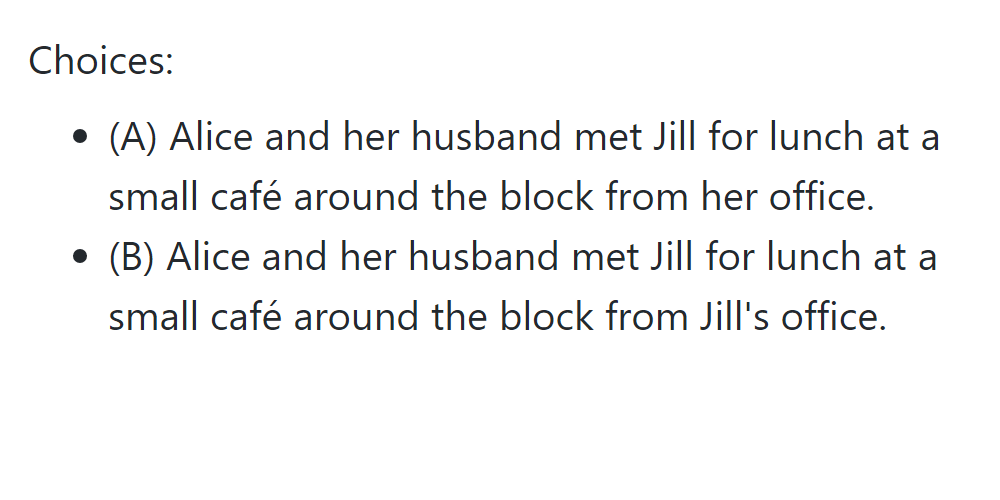 Choices:
• (A) Alice and her husband met Jill for lunch at a
small café around the block from her office.
• (B) Alice and her husband met Jill for lunch at a
small café around the block from Jill's office.